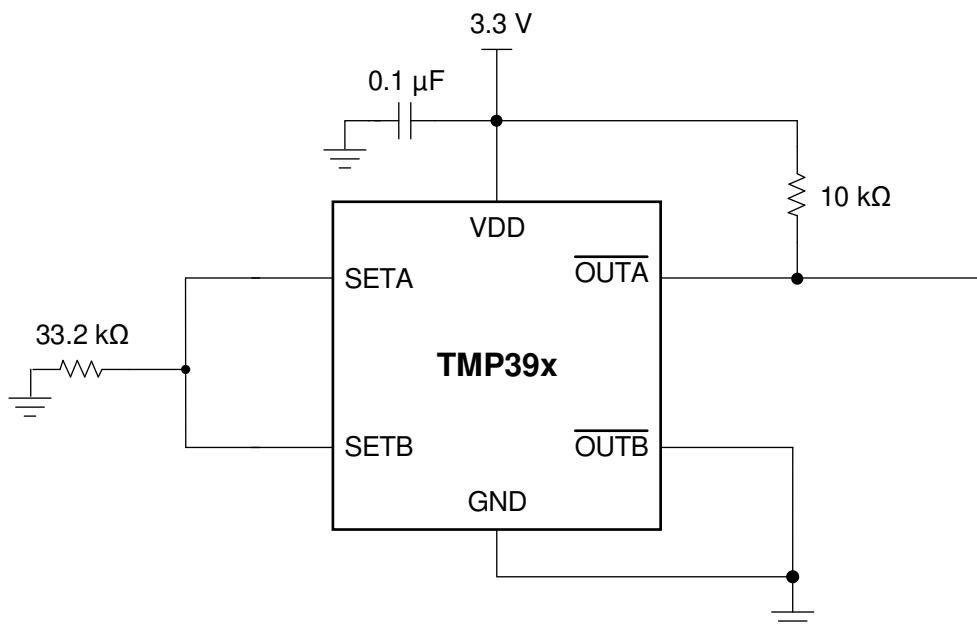 3.3 V
0.1 µF
10 kΩ
VDD
SETA
OUTA
33.2 kΩ
TMP39x
SETB
OUTB
GND